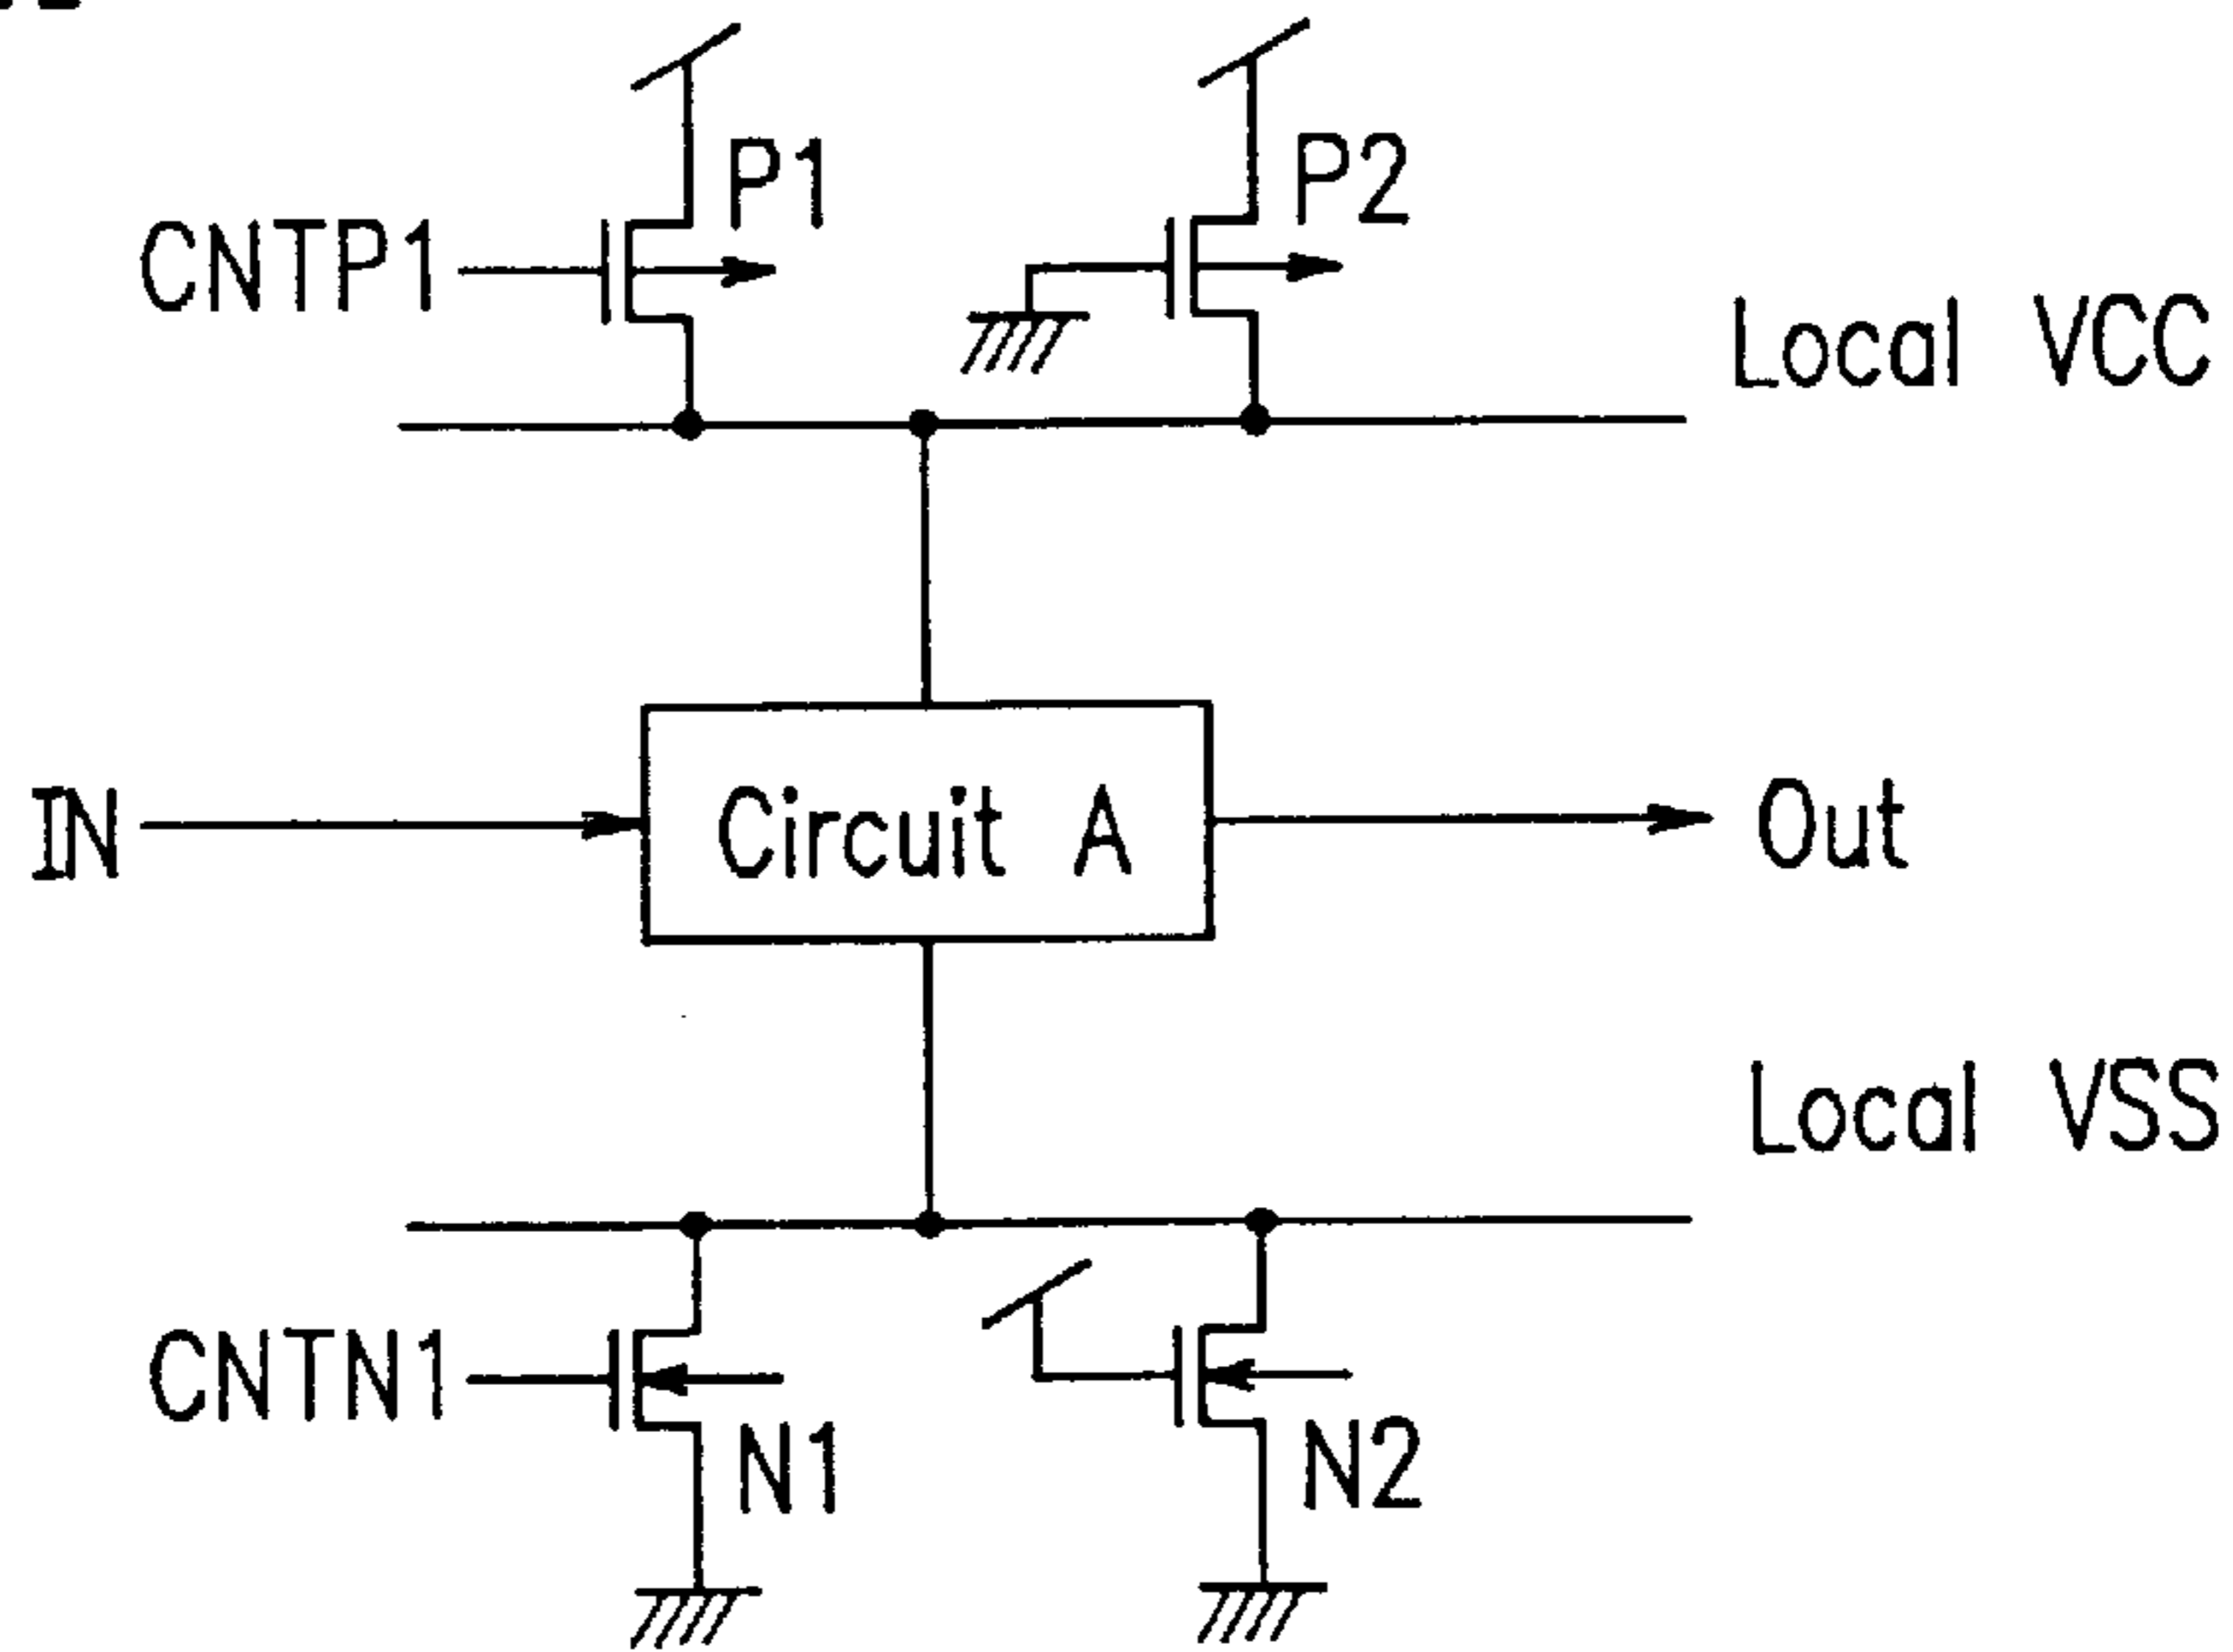 P1
P2
CNTP1
Local VCC
IN
Circuit A
Out
Local VSS
CNTN1
N1
N2